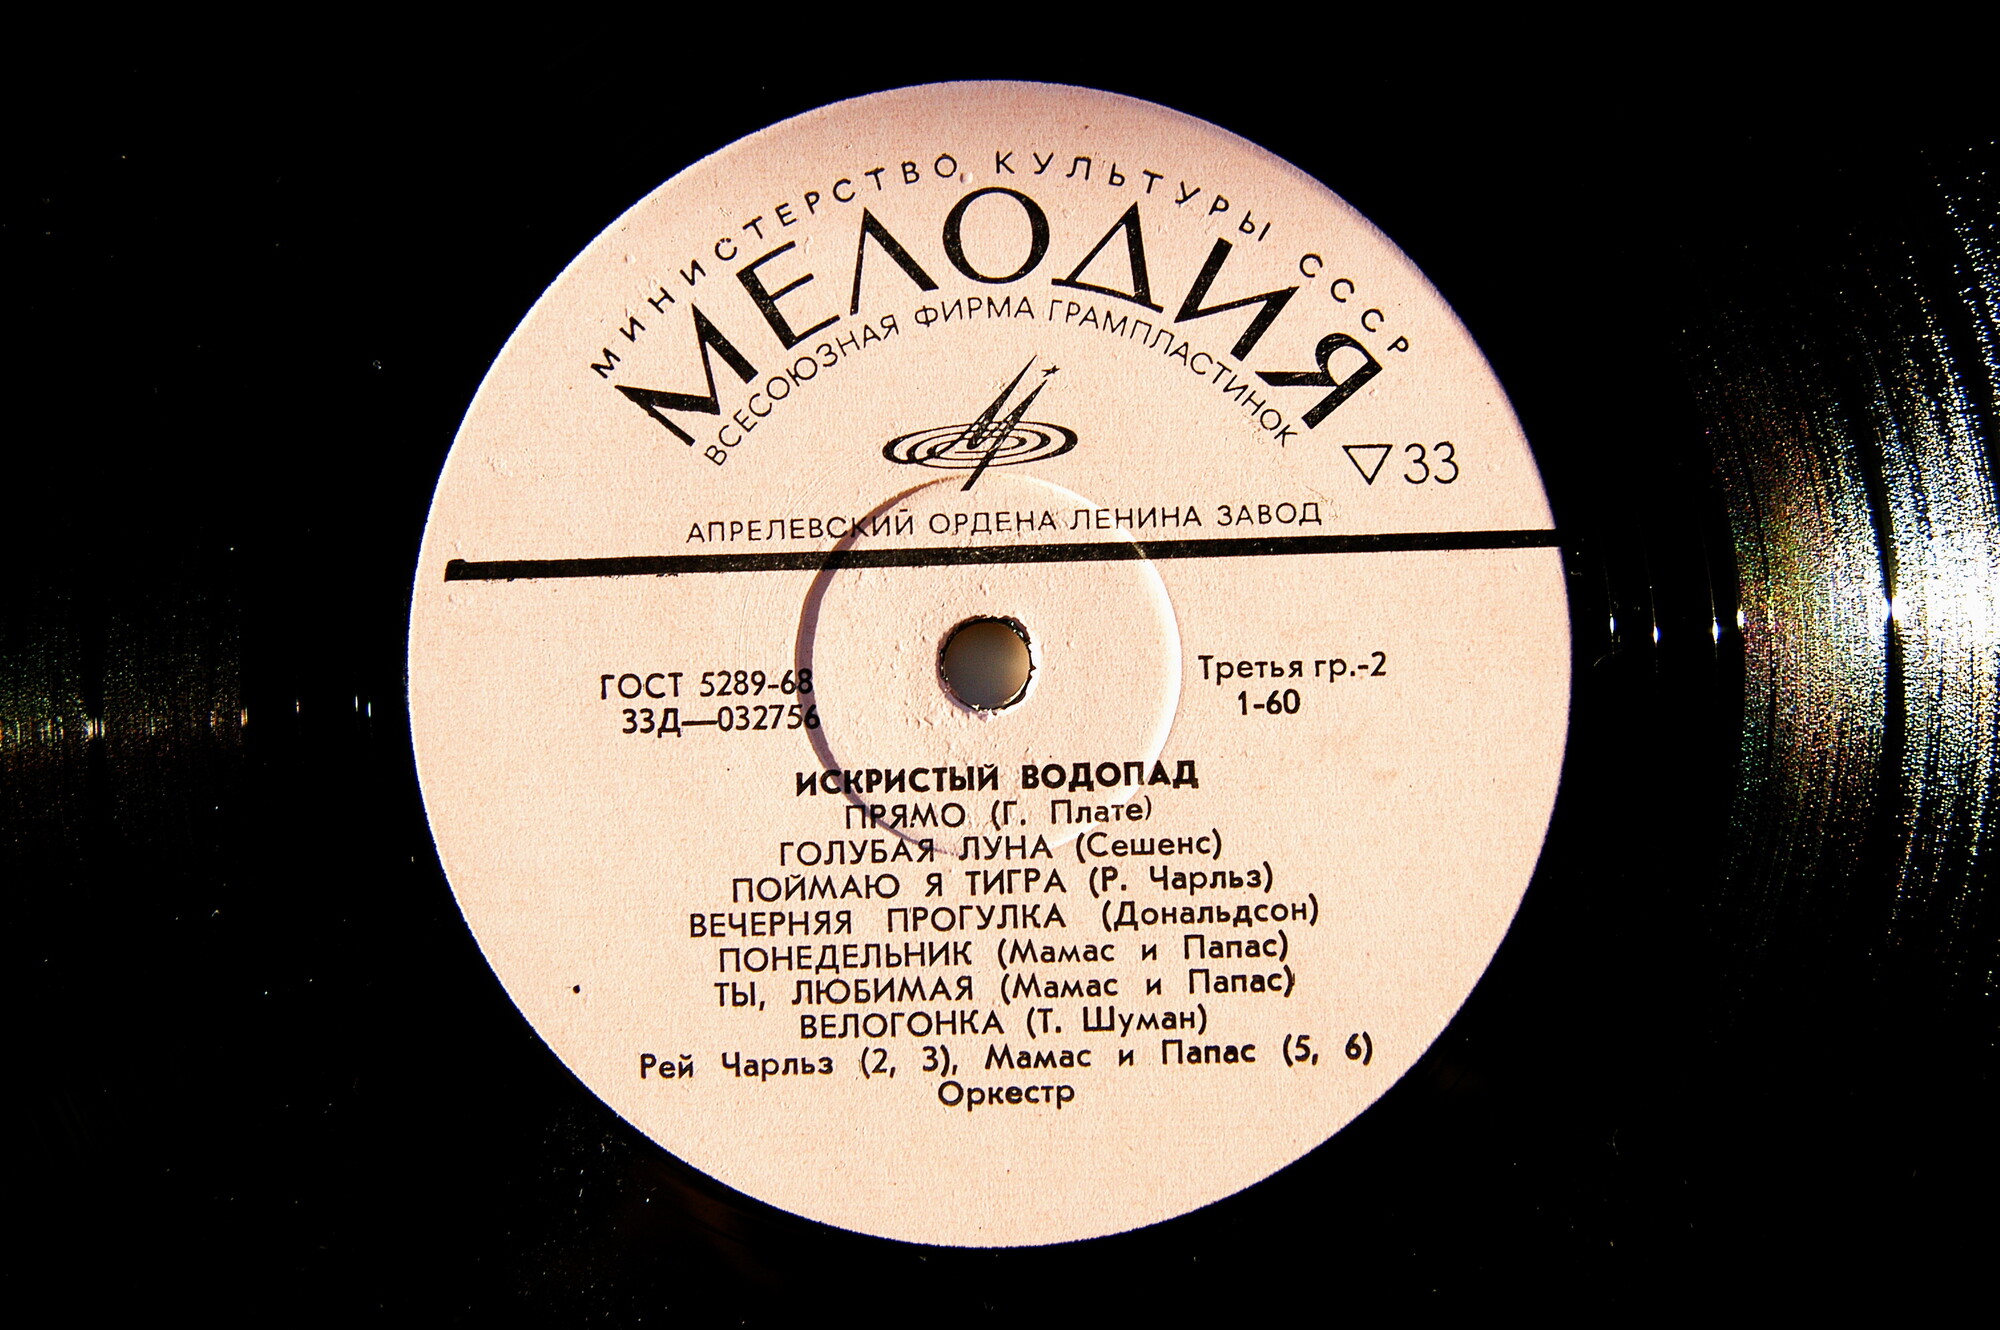 МИНИСТЕРСТВО КУЛЬТУРЫ СССР
МЕЛОДИЯ
ВСЕСОЮЗНАЯ ФИРМА ГРАМПЛАСТИНОК
▽33
АПРЕЛЕВСКИЙ ОРДЕНА ЛЕНИНА ЗАВОД
ГОСТ 5289-68
33Д—032756
Третья гр.-2
1-60
ИСКРИСТЫЙ ВОДОПАД
ПРЯМО (Г. Плате)
ГОЛУБАЯ ЛУНА (Сешенс)
ПОЙМАЮ Я ТИГРА (Р. Чарльз)
ВЕЧЕРНЯЯ ПРОГУЛКА (Дональдсон)
ПОНЕДЕЛЬНИК (Мамас и Папас)
ТЫ, ЛЮБИМАЯ (Мамас и Папас)
ВЕЛОГОНКА (Т. Шуман)
Рей Чарльз (2, 3), Мамас и Папас (5, 6)
Оркестр